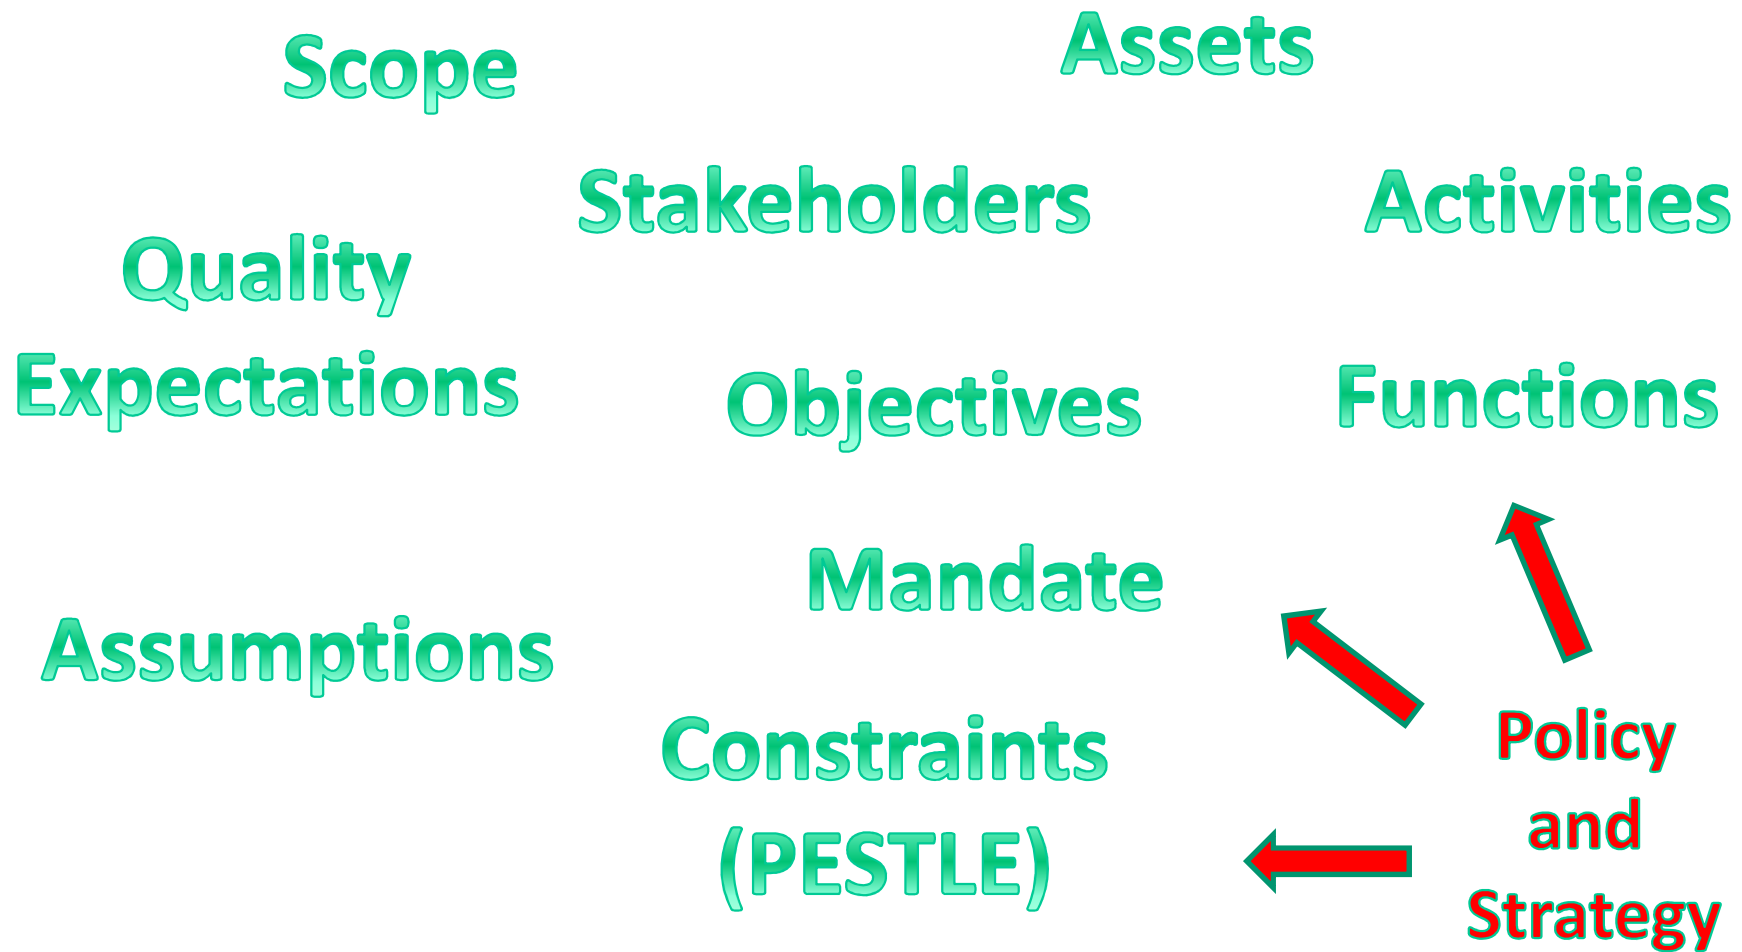 Scope
Assets
Stakeholders
Activities
Quality
Expectations
Objectives
Functions
Mandate
Assumptions
Constraints
(PESTLE)
Policy
and
Strategy